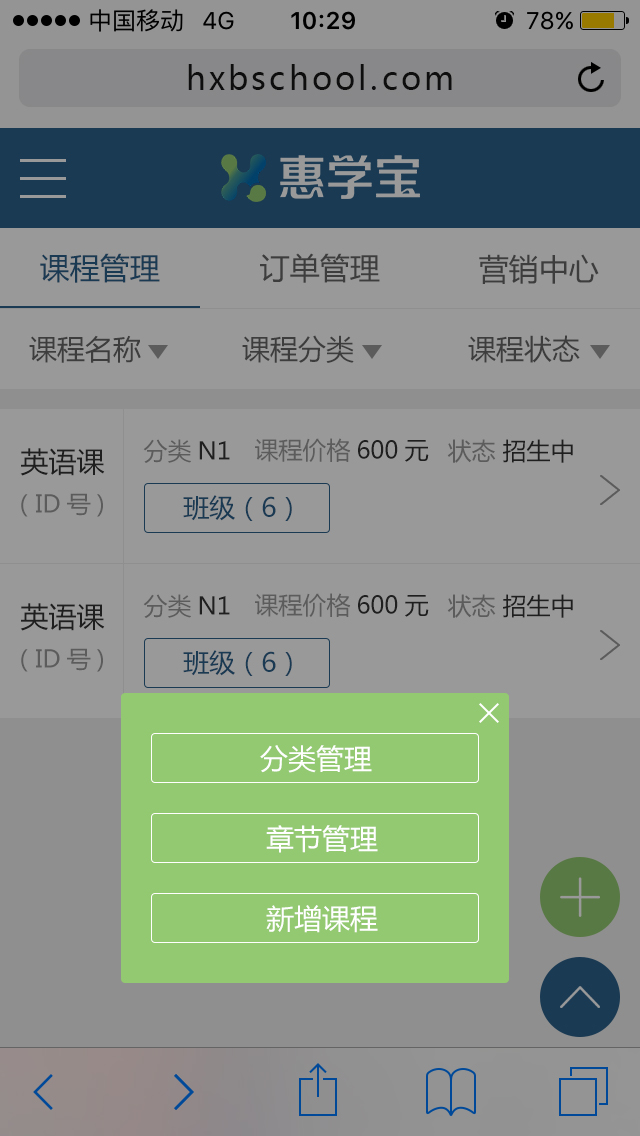 中国移动 4G 10:29 78%
hxbschool.com
惠学宝
课程管理 订单管理 营销中心
课程名称 课程分类 课程状态
英语课
(ID 号)
分类 N1 课程价格 600 元 状态 招生中
班级(6)
英语课
(ID 号)
分类 N1 课程价格 600 元 状态 招生中
班级(6)
分类管理
章节管理
新增课程